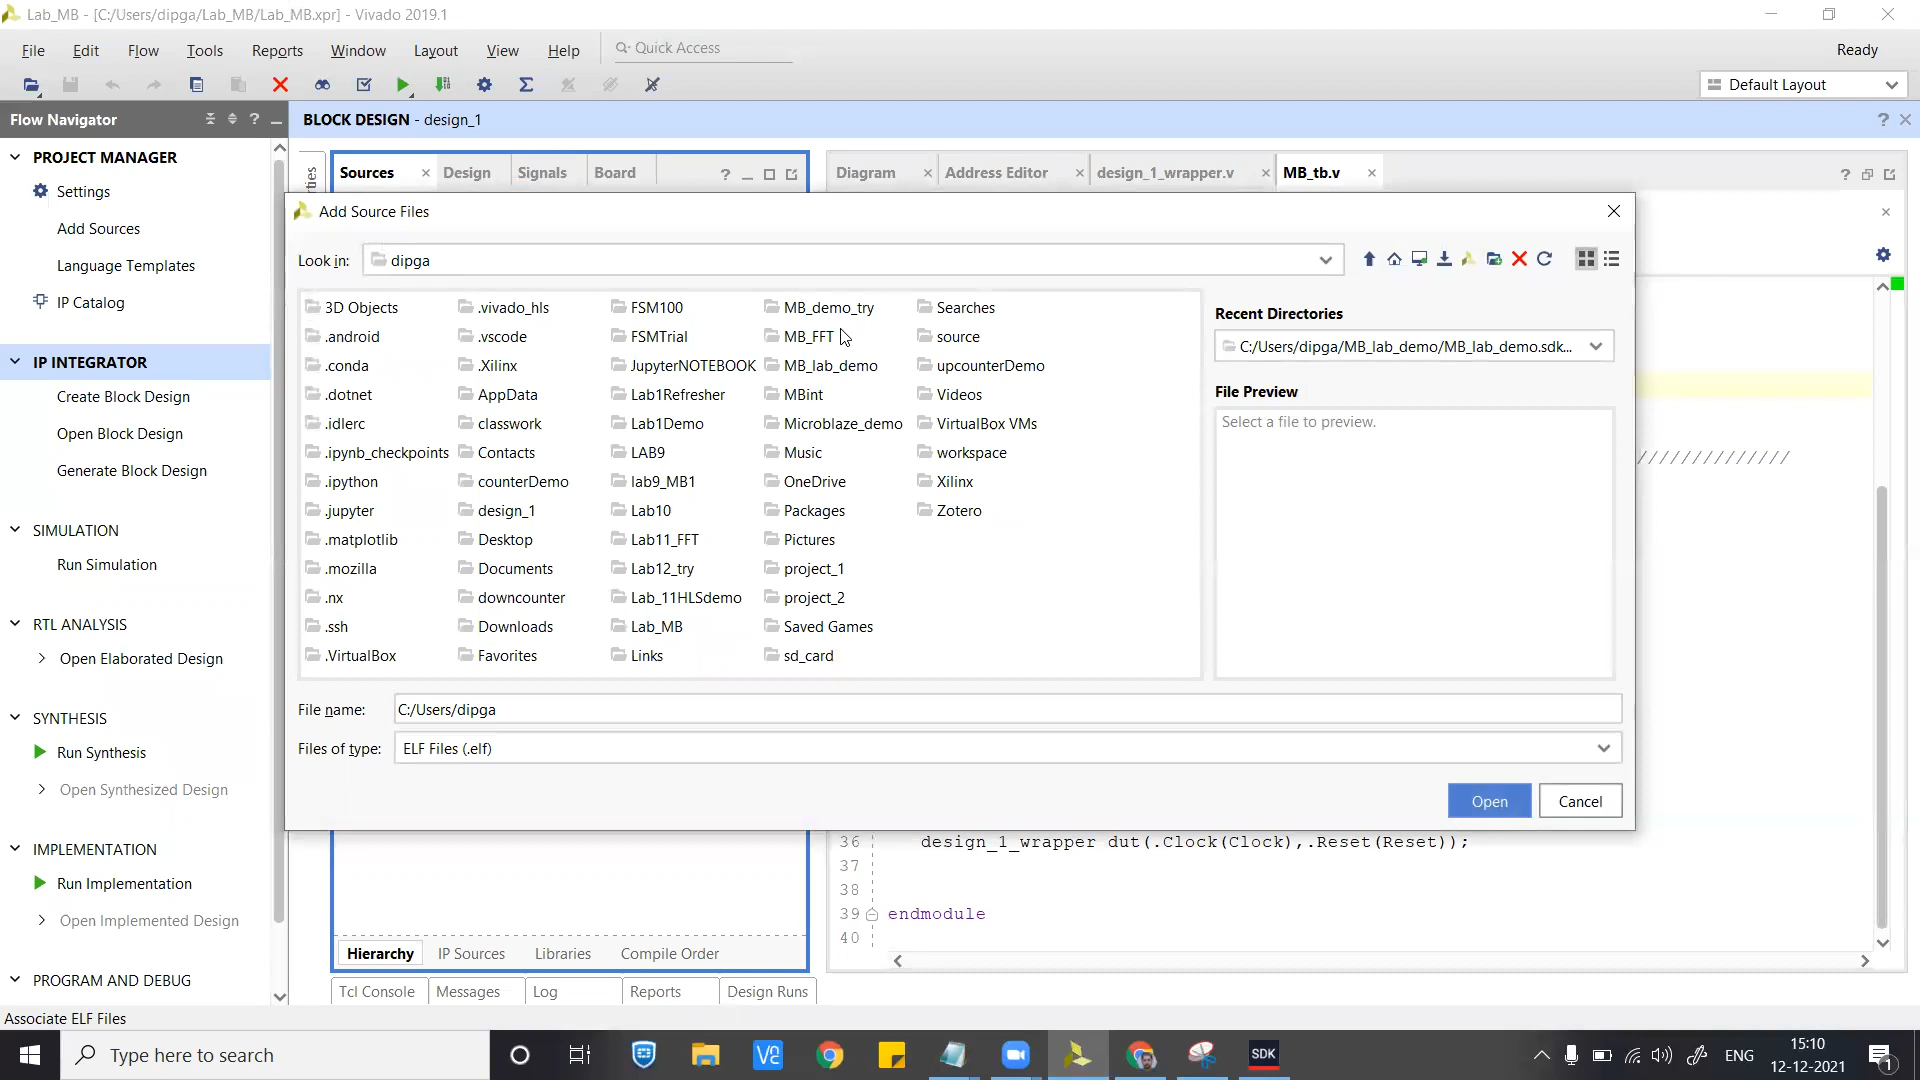 Lab_MB - [C:/Users/dipga/Lab_MB/Lab_MB.xpr] - Vivado 2019.1
File Edit Flow Tools Reports Window Layout View Help Quick Access Ready
Default Layout
Flow Navigator ? BLOCK DESIGN - design_1 ?
PROJECT MANAGER
Settings
Add Sources
Language Templates
IP Catalog
IP INTEGRATOR
Create Block Design
Open Block Design
Generate Block Design
SIMULATION
Run Simulation
RTL ANALYSIS
Open Elaborated Design
SYNTHESIS
Run Synthesis
Open Synthesized Design
IMPLEMENTATION
Run Implementation
Open Implemented Design
PROGRAM AND DEBUG
Associate ELF Files
Sources Design Signals Board ?
Diagram Address Editor design_1_wrapper.v MB_tb.v ?
Add Source Files
Look in: dipga
3D Objects .vivado_hls FSM100 MB_demo_try Searches
.android .vscode FSMTrial MB_FFT source
.conda .Xilinx JupyterNOTEBOOK MB_lab_demo upcounterDemo
.dotnet AppData Lab1Refresher MBint Videos
.idlerc classwork Lab1Demo Microblaze_demo VirtualBox VMs
.ipynb_checkpoints Contacts LAB9 Music workspace
.ipython counterDemo lab9_MB1 OneDrive Xilinx
.jupyter design_1 Lab10 Packages Zotero
.matplotlib Desktop Lab11_FFT Pictures
.mozilla Documents Lab12_try project_1
.nx downcounter Lab_11HLSdemo project_2
.ssh Downloads Lab_MB Saved Games
.VirtualBox Favorites Links sd_card
Recent Directories
C:/Users/dipga/MB_lab_demo/MB_lab_demo.sdk...
File Preview
Select a file to preview.
File name: C:/Users/dipga
Files of type: ELF Files (.elf)
Open Cancel
//////////////
36 design_1_wrapper dut(.Clock(Clock),.Reset(Reset));
37
38
39 endmodule
40
Hierarchy IP Sources Libraries Compile Order
Tcl Console Messages Log Reports Design Runs
Type here to search
SDK
ENG
15:10
12-12-2021
1